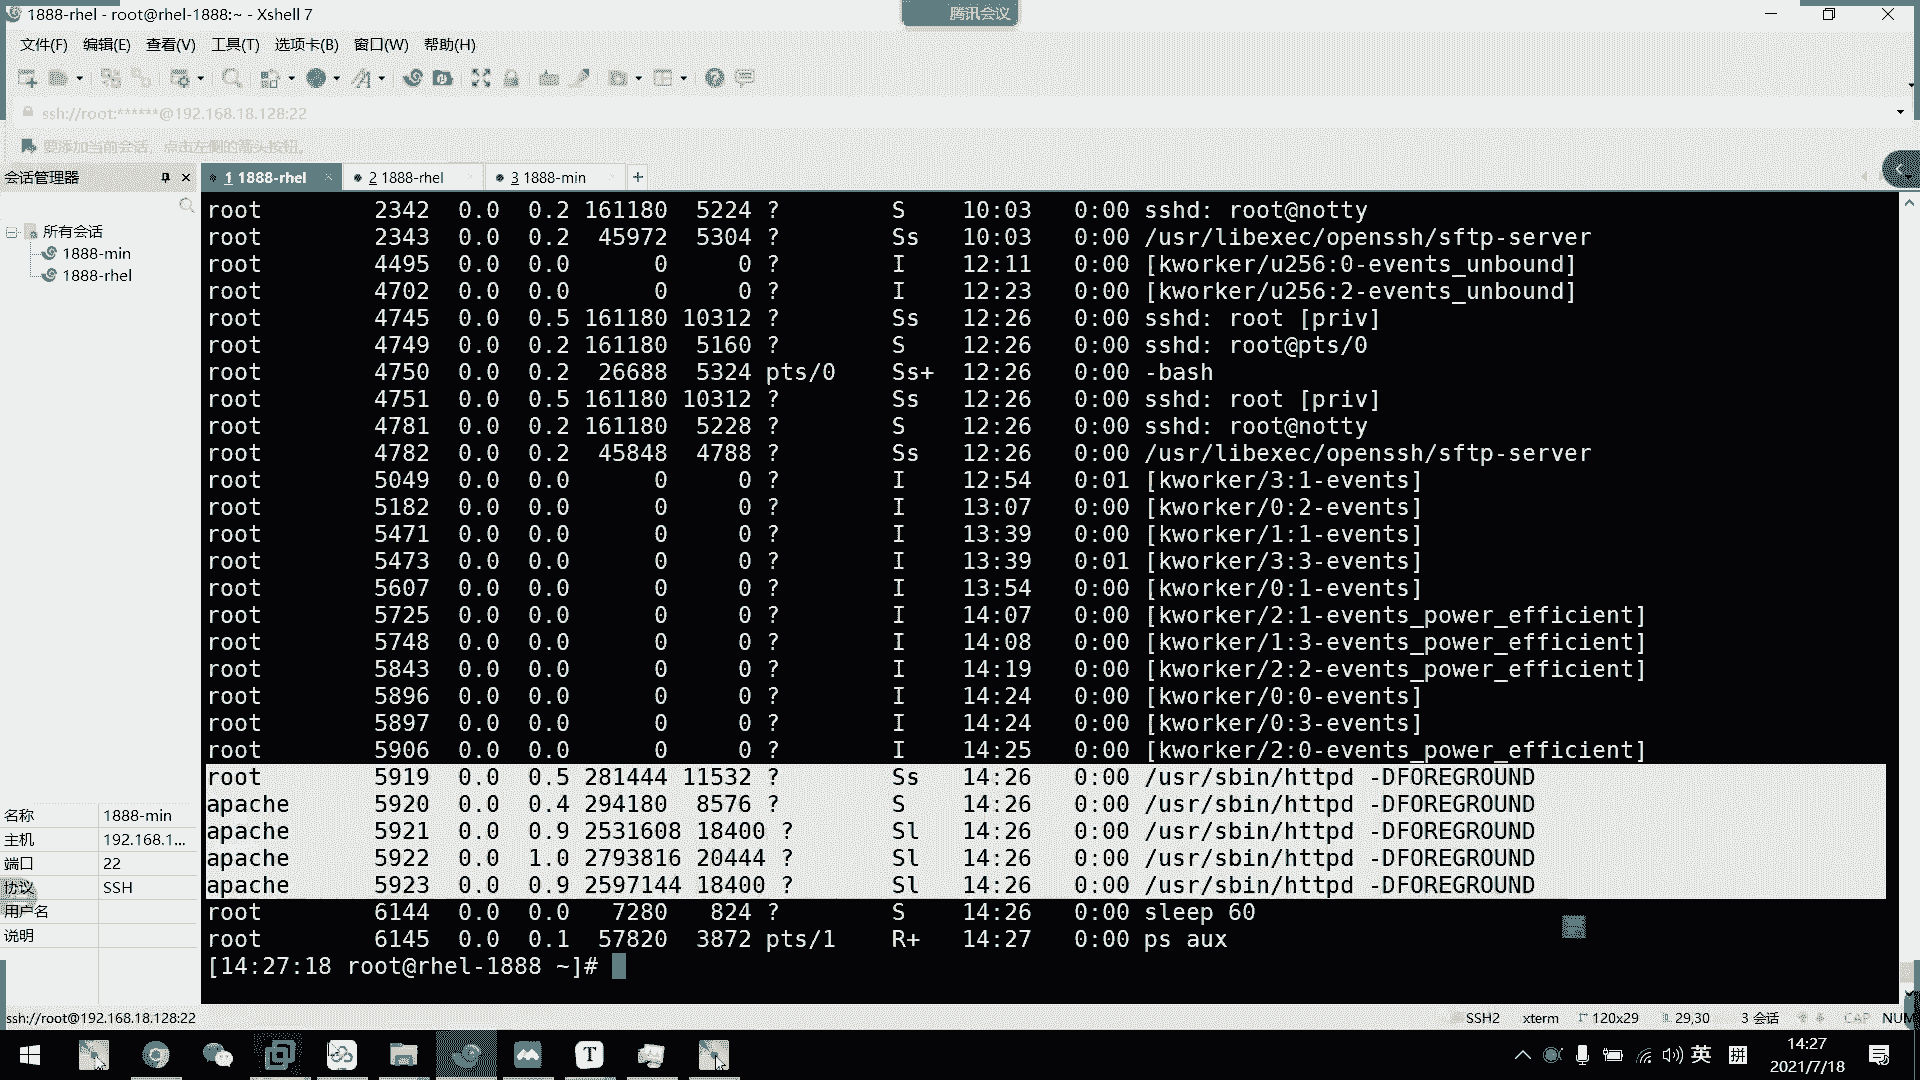 1888-rhel - root@rhel-1888:~ - Xshell 7
腾讯会议
文件(F) 编辑(E) 查看(V) 工具(T) 选项卡(B) 窗口(W) 帮助(H)
ssh://root:******@192.168.18.128:22
要添加当前会话，点击左侧的箭头按钮。
会话管理器
1 1888-rhel
2 1888-rhel
3 1888-min
所有会话
1888-min
1888-rhel
root 2342 0.0 0.2 161180 5224 ? S 10:03 0:00 sshd: root@notty
root 2343 0.0 0.2 45972 5304 ? Ss 10:03 0:00 /usr/libexec/openssh/sftp-server
root 4495 0.0 0.0 0 0 ? I 12:11 0:00 [kworker/u256:0-events_unbound]
root 4702 0.0 0.0 0 0 ? I 12:23 0:00 [kworker/u256:2-events_unbound]
root 4745 0.0 0.5 161180 10312 ? Ss 12:26 0:00 sshd: root [priv]
root 4749 0.0 0.2 161180 5160 ? S 12:26 0:00 sshd: root@pts/0
root 4750 0.0 0.2 26688 5324 pts/0 Ss+ 12:26 0:00 -bash
root 4751 0.0 0.5 161180 10312 ? Ss 12:26 0:00 sshd: root [priv]
root 4781 0.0 0.2 161180 5228 ? S 12:26 0:00 sshd: root@notty
root 4782 0.0 0.2 45848 4788 ? Ss 12:26 0:00 /usr/libexec/openssh/sftp-server
root 5049 0.0 0.0 0 0 ? I 12:54 0:01 [kworker/3:1-events]
root 5182 0.0 0.0 0 0 ? I 13:07 0:00 [kworker/0:2-events]
root 5471 0.0 0.0 0 0 ? I 13:39 0:00 [kworker/1:1-events]
root 5473 0.0 0.0 0 0 ? I 13:39 0:01 [kworker/3:3-events]
root 5607 0.0 0.0 0 0 ? I 13:54 0:00 [kworker/0:1-events]
root 5725 0.0 0.0 0 0 ? I 14:07 0:00 [kworker/2:1-events_power_efficient]
root 5748 0.0 0.0 0 0 ? I 14:08 0:00 [kworker/1:3-events_power_efficient]
root 5843 0.0 0.0 0 0 ? I 14:19 0:00 [kworker/2:2-events_power_efficient]
root 5896 0.0 0.0 0 0 ? I 14:24 0:00 [kworker/0:0-events]
root 5897 0.0 0.0 0 0 ? I 14:24 0:00 [kworker/0:3-events]
root 5906 0.0 0.0 0 0 ? I 14:25 0:00 [kworker/2:0-events_power_efficient]
root 5919 0.0 0.5 281444 11532 ? Ss 14:26 0:00 /usr/sbin/httpd -DFOREGROUND
apache 5920 0.0 0.4 294180 8576 ? S 14:26 0:00 /usr/sbin/httpd -DFOREGROUND
apache 5921 0.0 0.9 2531608 18400 ? Sl 14:26 0:00 /usr/sbin/httpd -DFOREGROUND
apache 5922 0.0 1.0 2793816 20444 ? Sl 14:26 0:00 /usr/sbin/httpd -DFOREGROUND
apache 5923 0.0 0.9 2597144 18400 ? Sl 14:26 0:00 /usr/sbin/httpd -DFOREGROUND
root 6144 0.0 0.0 7280 824 ? S 14:26 0:00 sleep 60
root 6145 0.0 0.1 57820 3872 pts/1 R+ 14:27 0:00 ps aux
[14:27:18 root@rhel-1888 ~]#
名称 1888-min
主机 192.168.1...
端口 22
协议 SSH
用户名
说明
ssh://root@192.168.18.128:22
SSH2 xterm 120x29 29,30 3 会话 CAP NUM
英 拼
14:27
2021/7/18